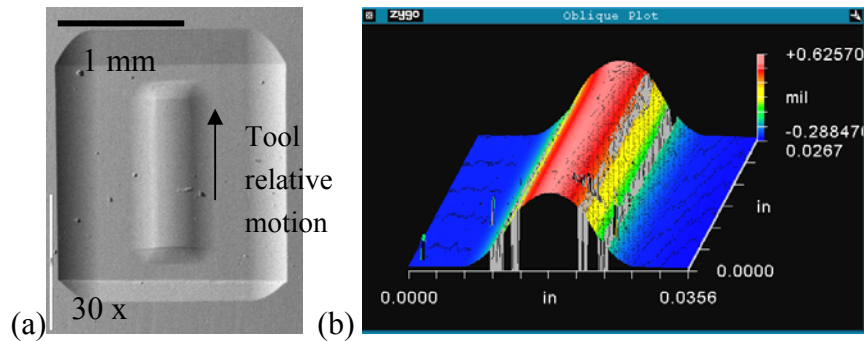 1 mm
Tool
relative
motion
30 x
(a)
zygo
Oblique Plot
+0.62570
mil
-0.288476
0.0267
in
0.0000
0.0000
in
0.0356
(b)